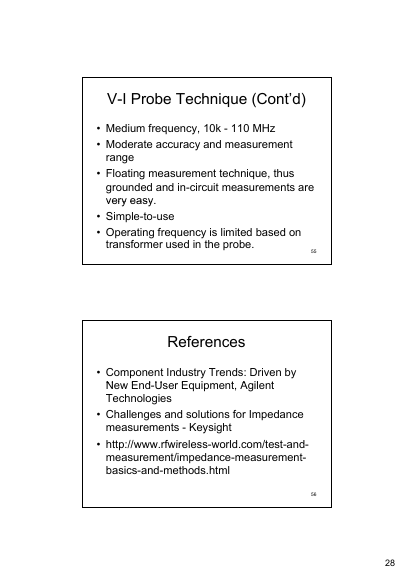 V-I Probe Technique (Cont'd)
• Medium frequency, 10k - 110 MHz
• Moderate accuracy and measurement
range
• Floating measurement technique, thus
grounded and in-circuit measurements are
very easy.
• Simple-to-use
• Operating frequency is limited based on
transformer used in the probe.
55
References
• Component Industry Trends: Driven by
New End-User Equipment, Agilent
Technologies
• Challenges and solutions for Impedance
measurements - Keysight
• http://www.rfwireless-world.com/test-and-
measurement/impedance-measurement-
basics-and-methods.html
56
28